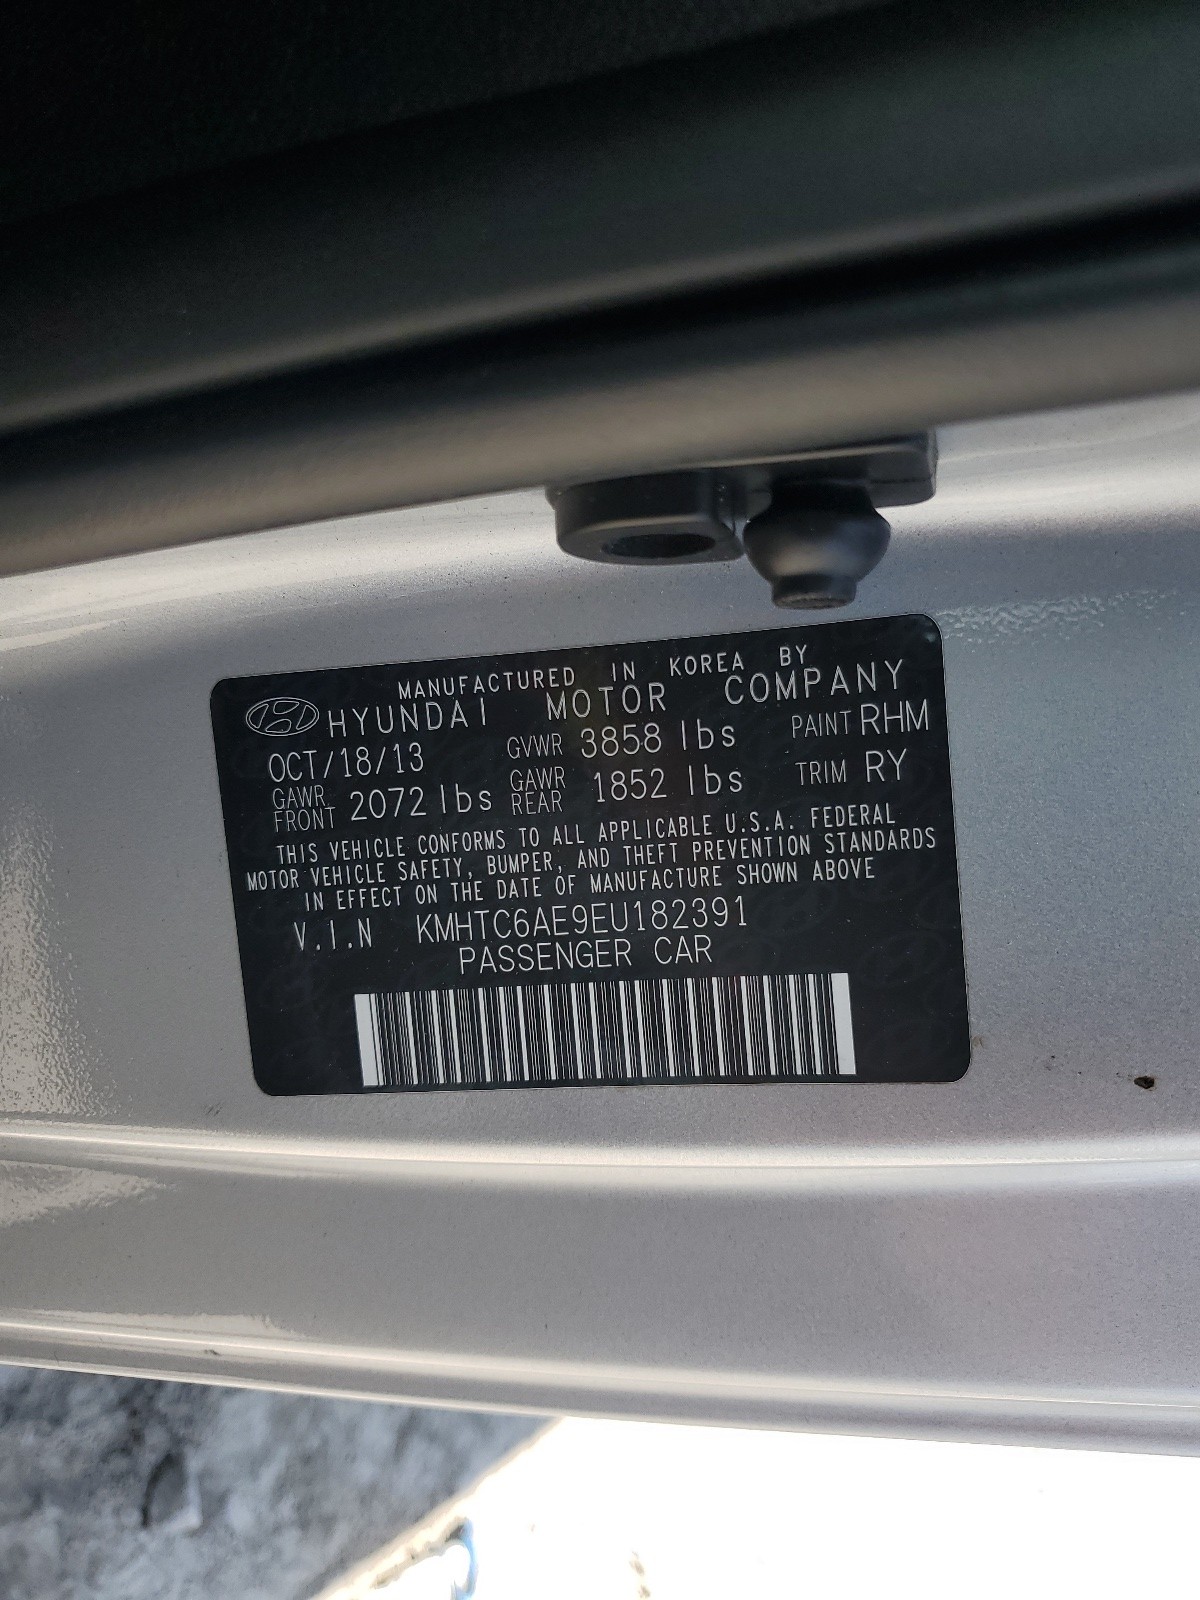 MANUFACTURED IN KOREA BY
HYUNDAI MOTOR COMPANY
OCT/18/13 GVWR 3858 lbs PAINT RHM
GAWR FRONT 2072 lbs GAWR REAR 1852 lbs TRIM RY
THIS VEHICLE CONFORMS TO ALL APPLICABLE U.S.A. FEDERAL
MOTOR VEHICLE SAFETY, BUMPER, AND THEFT PREVENTION STANDARDS
IN EFFECT ON THE DATE OF MANUFACTURE SHOWN ABOVE
V.I.N KMHTC6AE9EU182391
PASSENGER CAR